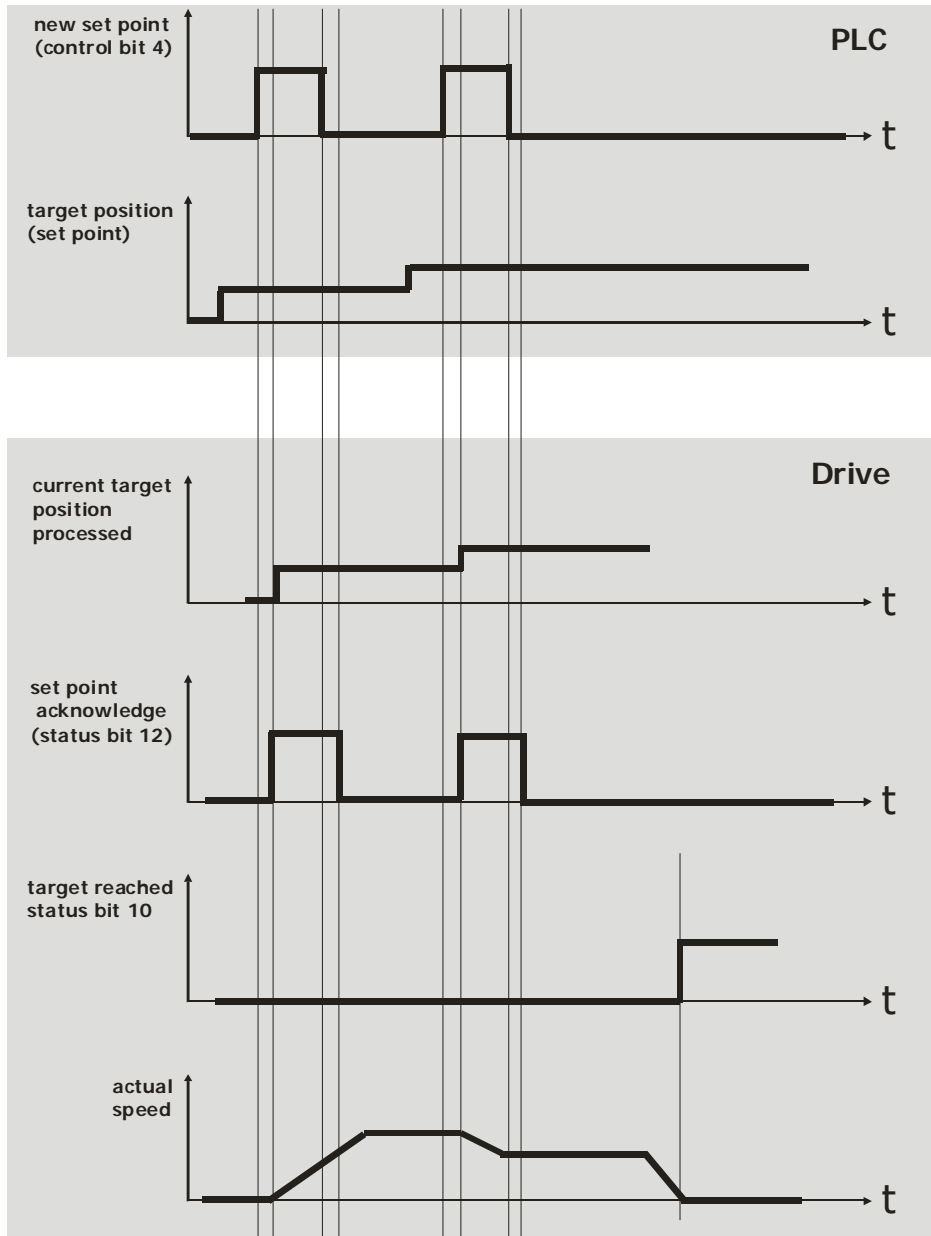 new set point
(control bit 4)
PLC
t
target position
(set point)
t
Drive
current target
position
processed
t
set point
acknowledge
(status bit 12)
t
target reached
status bit 10
t
actual
speed
t